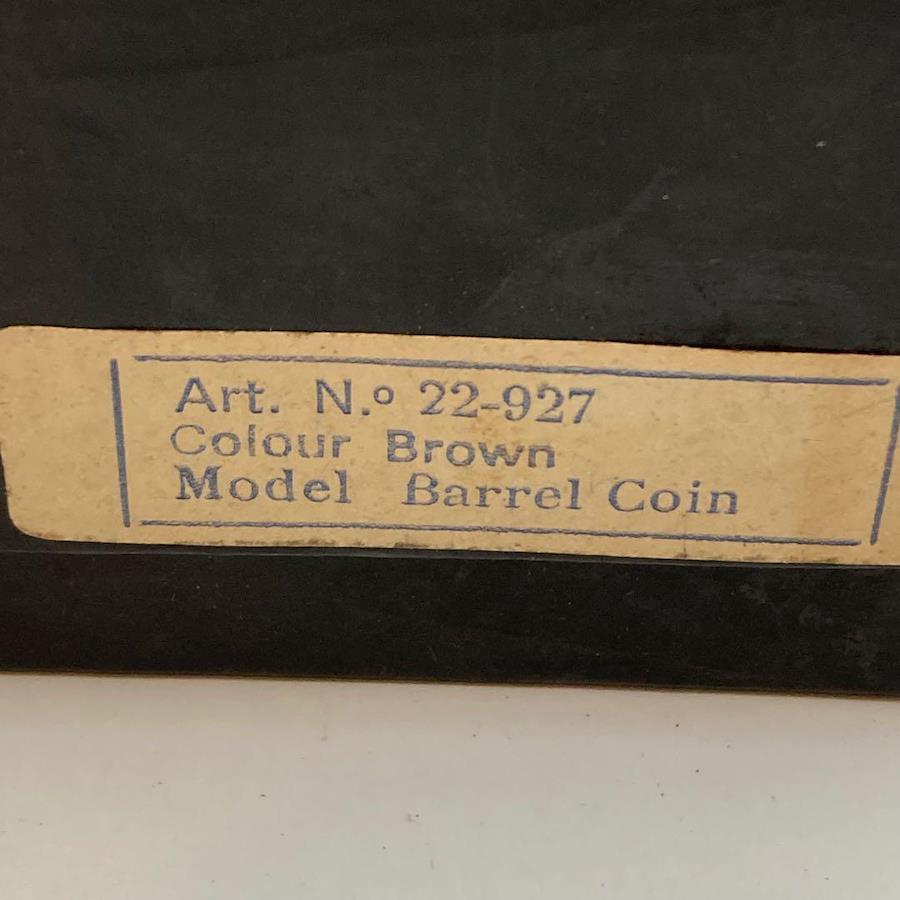 Art. N.º 22-927
Colour Brown
Model Barrel Coin